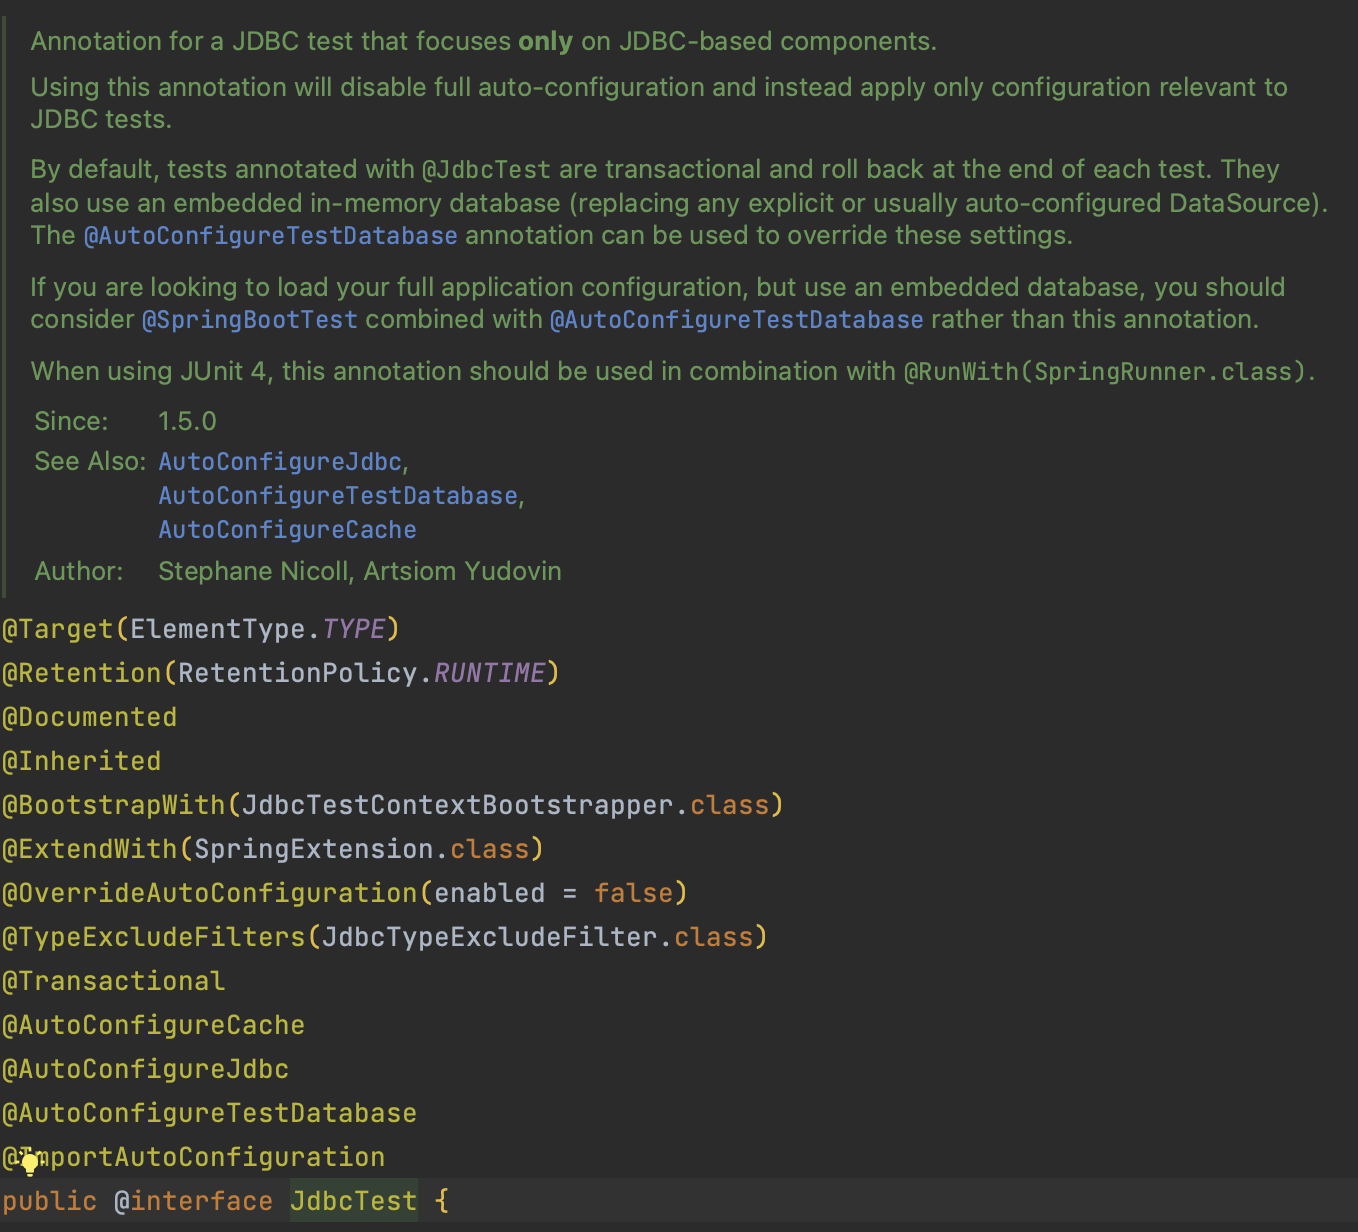 Annotation for a JDBC test that focuses only on JDBC-based components.
Using this annotation will disable full auto-configuration and instead apply only configuration relevant to
JDBC tests.
By default, tests annotated with @JdbcTest are transactional and roll back at the end of each test. They
also use an embedded in-memory database (replacing any explicit or usually auto-configured DataSource).
The @AutoConfigureTestDatabase annotation can be used to override these settings.
If you are looking to load your full application configuration, but use an embedded database, you should
consider @SpringBootTest combined with @AutoConfigureTestDatabase rather than this annotation.
When using JUnit 4, this annotation should be used in combination with @RunWith(SpringRunner.class).
Since: 1.5.0
See Also: AutoConfigureJdbc,
AutoConfigureTestDatabase,
AutoConfigureCache
Author: Stephane Nicoll, Artsiom Yudovin
@Target(ElementType.TYPE)
@Retention(RetentionPolicy.RUNTIME)
@Documented
@Inherited
@BootstrapWith(JdbcTestContextBootstrapper.class)
@ExtendWith(SpringExtension.class)
@OverrideAutoConfiguration(enabled = false)
@TypeExcludeFilters(JdbcTypeExcludeFilter.class)
@Transactional
@AutoConfigureCache
@AutoConfigureJdbc
@AutoConfigureTestDatabase
@ImportAutoConfiguration
public @interface JdbcTest {